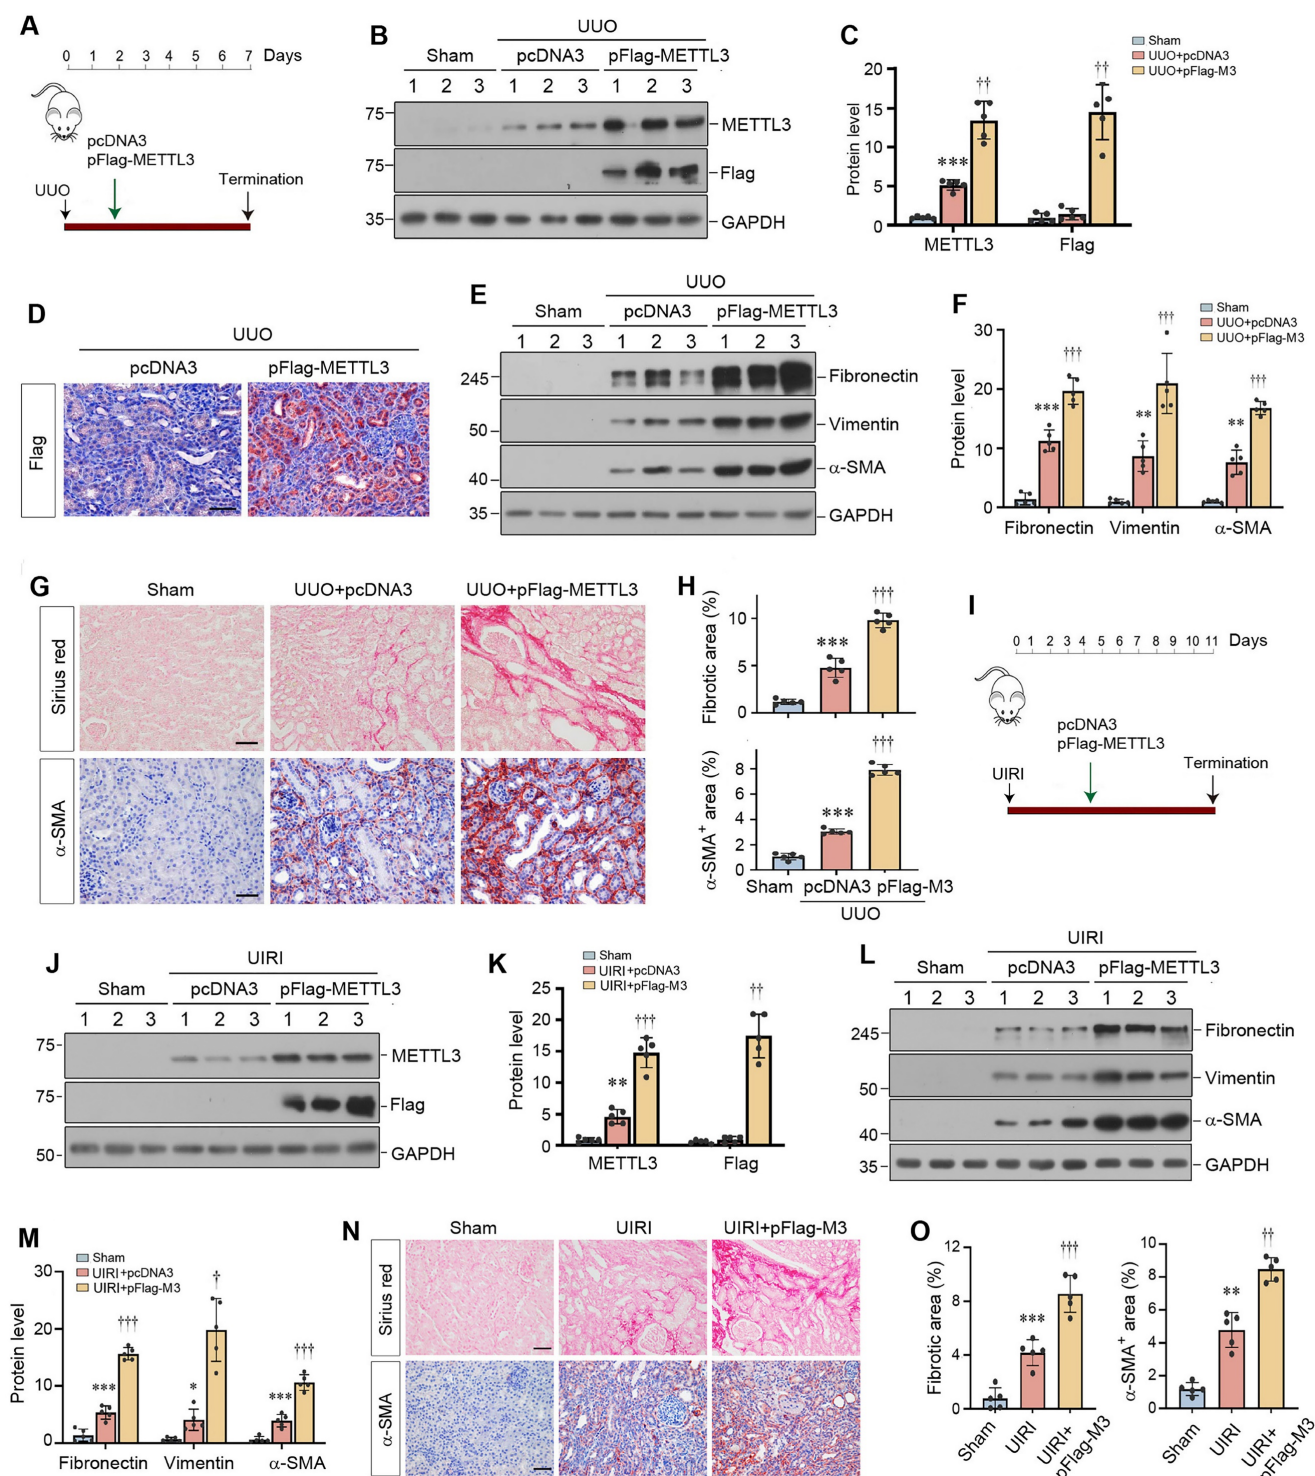 A
0 1 2 3 4 5 6 7 Days
pcDNA3
pFlag-METTL3
UUO
Termination
B
UUO
Sham pcDNA3 pFlag-METTL3
1 2 3 1 2 3 1 2 3
75 METTL3
75 Flag
35 GAPDH
C
Sham
UUO+pcDNA3
UUO+pFlag-M3
Protein level
20
15
10
5
0
*** †† ††
METTL3 Flag
D
UUO
pcDNA3 pFlag-METTL3
Flag
E
UUO
Sham pcDNA3 pFlag-METTL3
1 2 3 1 2 3 1 2 3
245 Fibronectin
50 Vimentin
40 α-SMA
35 GAPDH
F
Sham
UUO+pcDNA3
UUO+pFlag-M3
Protein level
30
20
10
0
*** ††† ** ††† ** †††
Fibronectin Vimentin α-SMA
G
Sham UUO+pcDNA3 UUO+pFlag-METTL3
Sirius red
α-SMA
H
Fibrotic area (%)
10
5
0
*** †††
α-SMA⁺ area (%)
8
6
4
2
0
*** †††
Sham pcDNA3 pFlag-M3
UUO
I
0 1 2 3 4 5 6 7 8 9 10 11 Days
pcDNA3
pFlag-METTL3
UIRI
Termination
J
UIRI
Sham pcDNA3 pFlag-METTL3
1 2 3 1 2 3 1 2 3
75 METTL3
75 Flag
50 GAPDH
K
Sham
UIRI+pcDNA3
UIRI+pFlag-M3
Protein level
25
20
15
10
5
0
** ††† ††
METTL3 Flag
L
UIRI
Sham pcDNA3 pFlag-METTL3
1 2 3 1 2 3 1 2 3
245 Fibronectin
50 Vimentin
40 α-SMA
35 GAPDH
M
Sham
UIRI+pcDNA3
UIRI+pFlag-M3
Protein level
30
20
10
0
*** ††† * † *** †††
Fibronectin Vimentin α-SMA
N
Sham UIRI UIRI+pFlag-M3
Sirius red
α-SMA
O
Fibrotic area (%)
12
8
4
0
*** †††
Sham UIRI UIRI+
pFlag-M3
α-SMA⁺ area (%)
10
8
6
4
2
0
** ††
Sham UIRI UIRI+
pFlag-M3